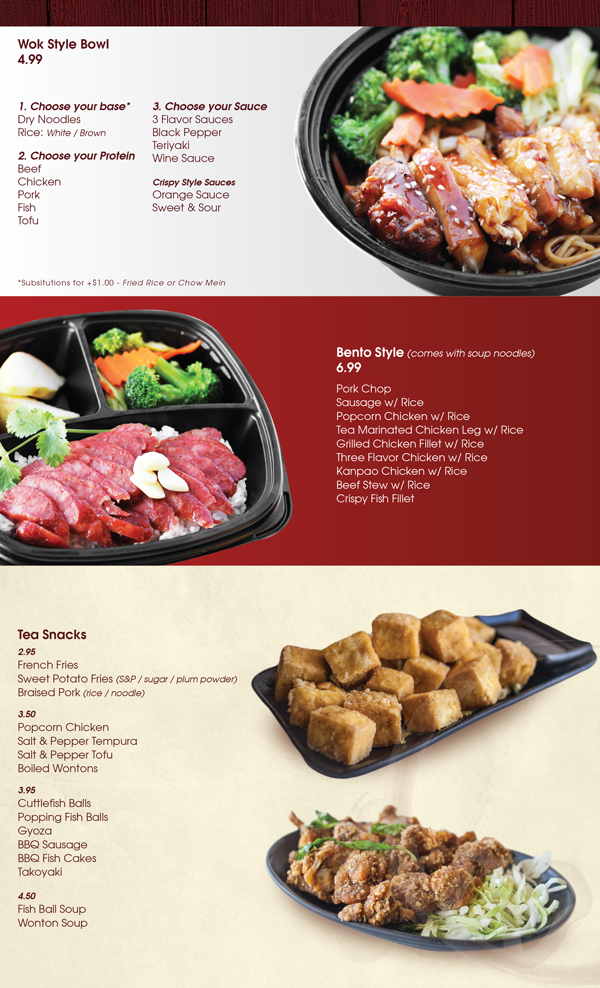 Wok Style Bowl
4.99
1. Choose your base*
Dry Noodles
Rice: White / Brown
2. Choose your Protein
Beef
Chicken
Pork
Fish
Tofu
3. Choose your Sauce
3 Flavor Sauces
Black Pepper
Teriyaki
Wine Sauce
Crispy Style Sauces
Orange Sauce
Sweet & Sour
*Subsitutions for +$1.00 - Fried Rice or Chow Mein
Bento Style (comes with soup noodles)
6.99
Pork Chop
Sausage w/ Rice
Popcorn Chicken w/ Rice
Tea Marinated Chicken Leg w/ Rice
Grilled Chicken Fillet w/ Rice
Three Flavor Chicken w/ Rice
Kanpao Chicken w/ Rice
Beef Stew w/ Rice
Crispy Fish Fillet
Tea Snacks
2.95
French Fries
Sweet Potato Fries (S&P / sugar / plum powder)
Braised Pork (rice / noodle)
3.50
Popcorn Chicken
Salt & Pepper Tempura
Salt & Pepper Tofu
Boiled Wontons
3.95
Cuttlefish Balls
Popping Fish Balls
Gyoza
BBQ Sausage
BBQ Fish Cakes
Takoyaki
4.50
Fish Ball Soup
Wonton Soup